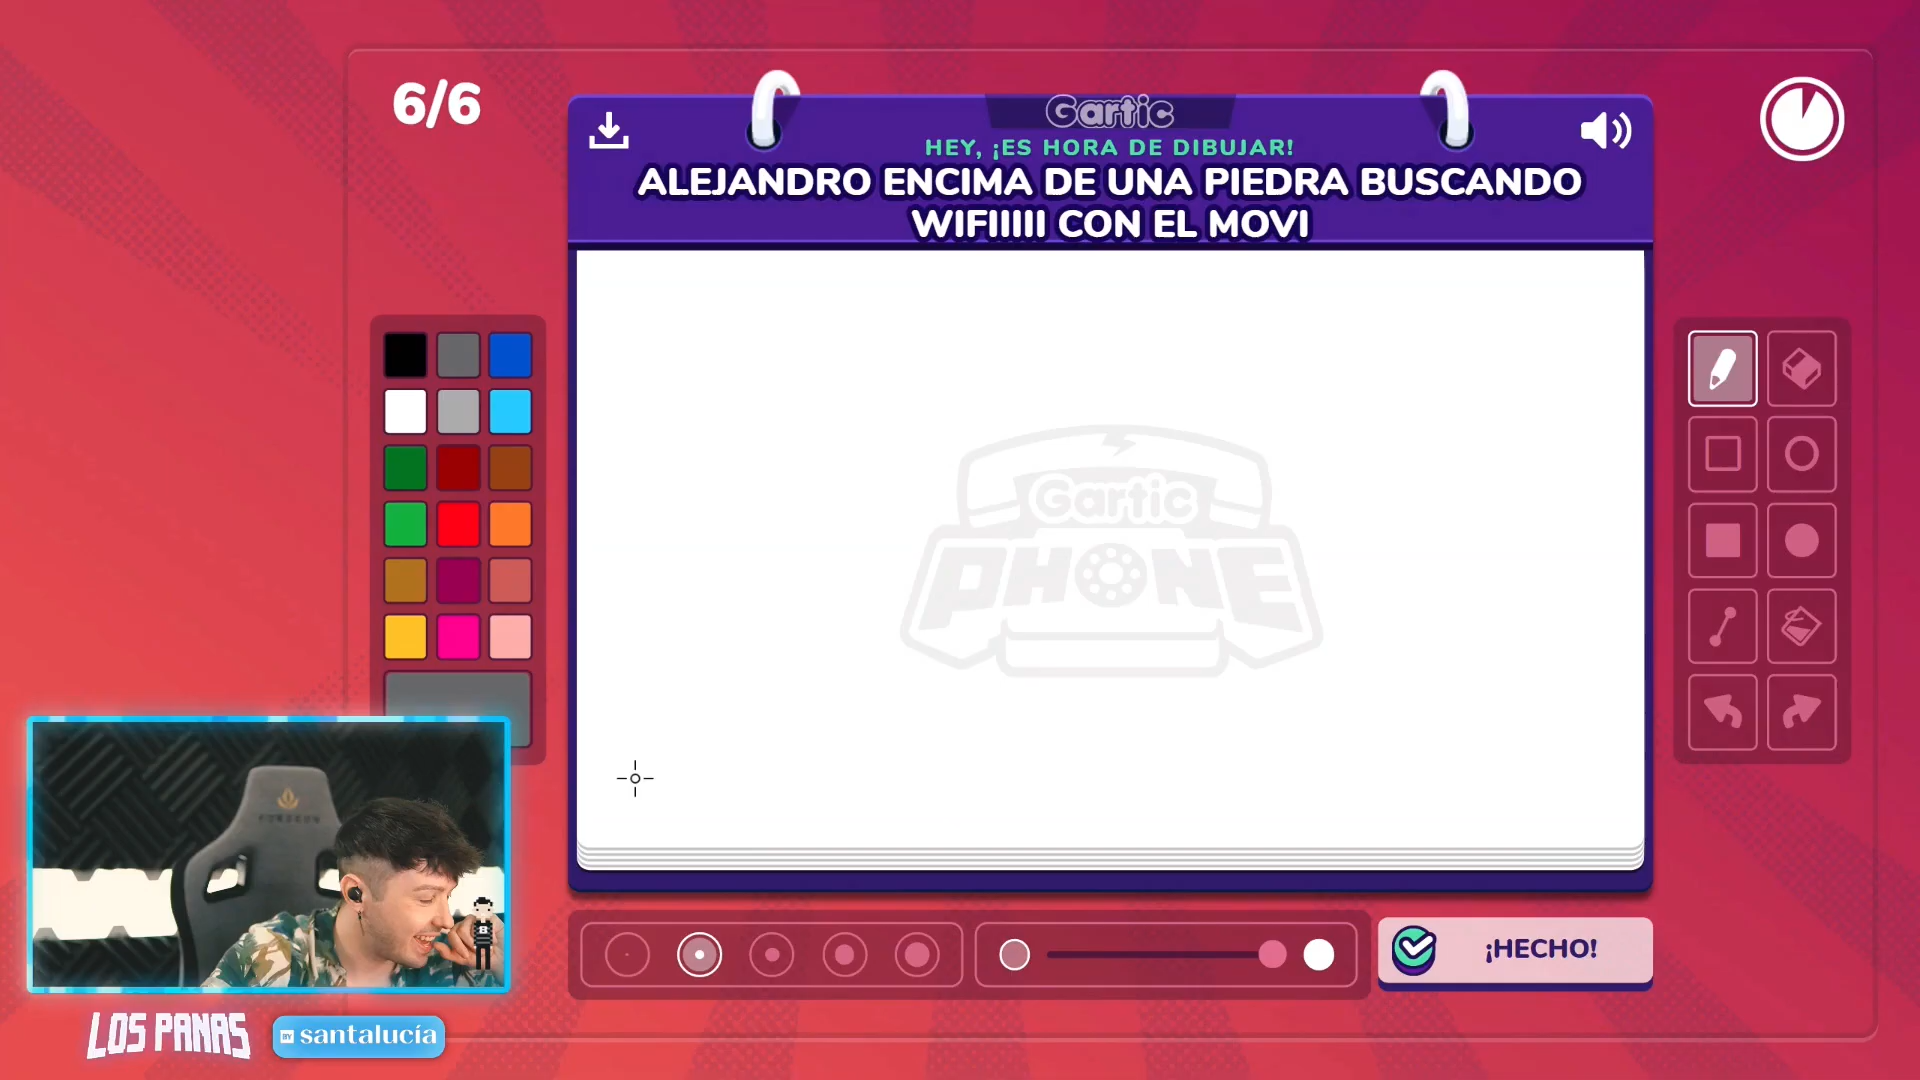 6/6
Gartic
HEY, ¡ES HORA DE DIBUJAR!
ALEJANDRO ENCIMA DE UNA PIEDRA BUSCANDO
WIFIIIIII CON EL MOVI
Gartic
PHONE
¡HECHO!
LOS PANAS
BY santalucía